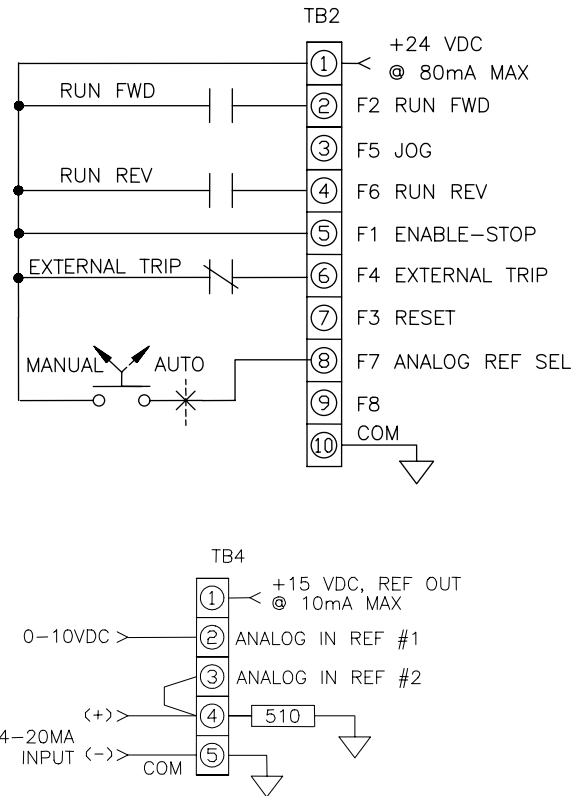 TB2
1 +24 VDC
@ 80mA MAX
RUN FWD 2 F2 RUN FWD
3 F5 JOG
RUN REV 4 F6 RUN REV
5 F1 ENABLE-STOP
EXTERNAL TRIP 6 F4 EXTERNAL TRIP
7 F3 RESET
MANUAL AUTO 8 F7 ANALOG REF SEL
9 F8
10 COM
TB4
1 +15 VDC, REF OUT
@ 10mA MAX
0-10VDC 2 ANALOG IN REF #1
3 ANALOG IN REF #2
(+) 4 510
4-20MA
INPUT (-) COM 5